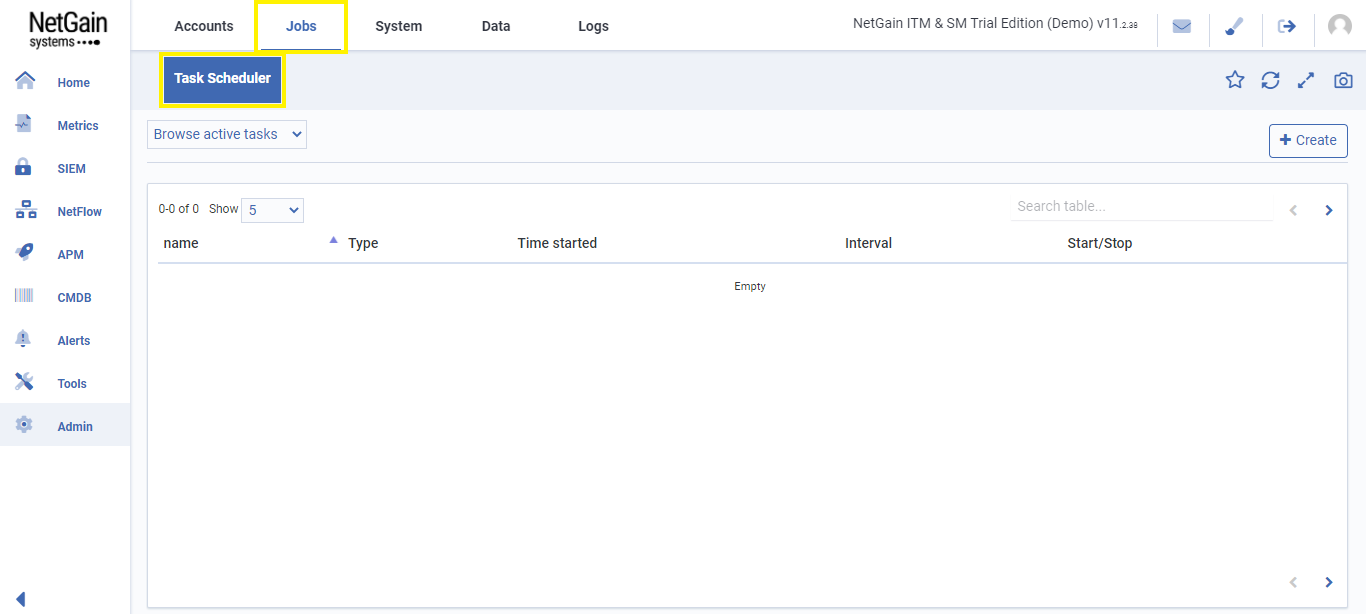 NetGain
systems
Accounts
Jobs
System
Data
Logs
NetGain ITM & SM Trial Edition (Demo) v11.2.38
Home
Metrics
SIEM
NetFlow
APM
CMDB
Alerts
Tools
Admin
Task Scheduler
Browse active tasks
+ Create
0-0 of 0 Show 5
Search table...
name Type Time started Interval Start/Stop
Empty